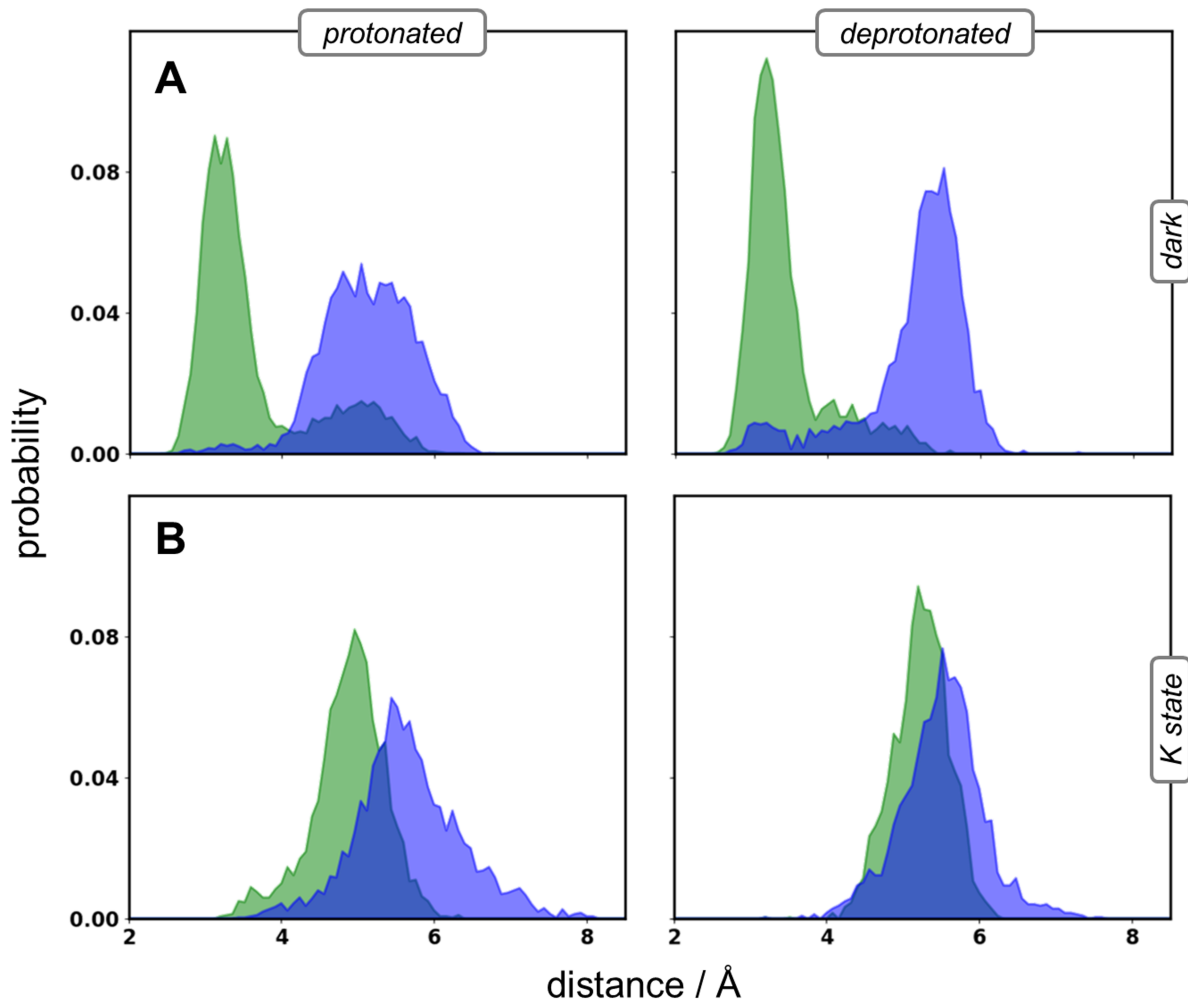 protonated
deprotonated
A
0.08
0.04
0.00
dark
probability
B
0.08
0.04
0.00
K state
2 4 6 8
2 4 6 8
distance / Å